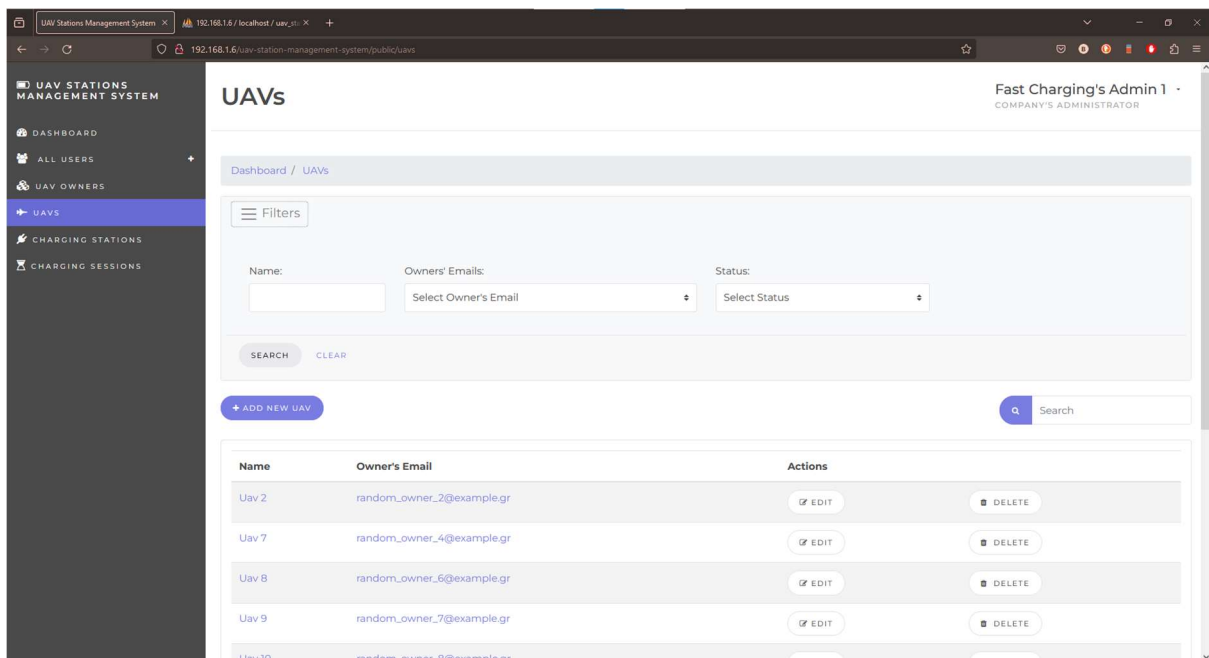 UAV Stations Management System
192.168.1.6 / localhost / uav_st
192.168.1.6/uav-station-management-system/public/uavs
UAV STATIONS
MANAGEMENT SYSTEM
DASHBOARD
ALL USERS +
UAV OWNERS
UAVS
CHARGING STATIONS
CHARGING SESSIONS
UAVs
Fast Charging's Admin 1
COMPANY'S ADMINISTRATOR
Dashboard / UAVs
Filters
Name: Owners' Emails: Status:
Select Owner's Email Select Status
SEARCH CLEAR
+ ADD NEW UAV Search
Name Owner's Email Actions
Uav 2 random_owner_2@example.gr EDIT DELETE
Uav 7 random_owner_4@example.gr EDIT DELETE
Uav 8 random_owner_6@example.gr EDIT DELETE
Uav 9 random_owner_7@example.gr EDIT DELETE